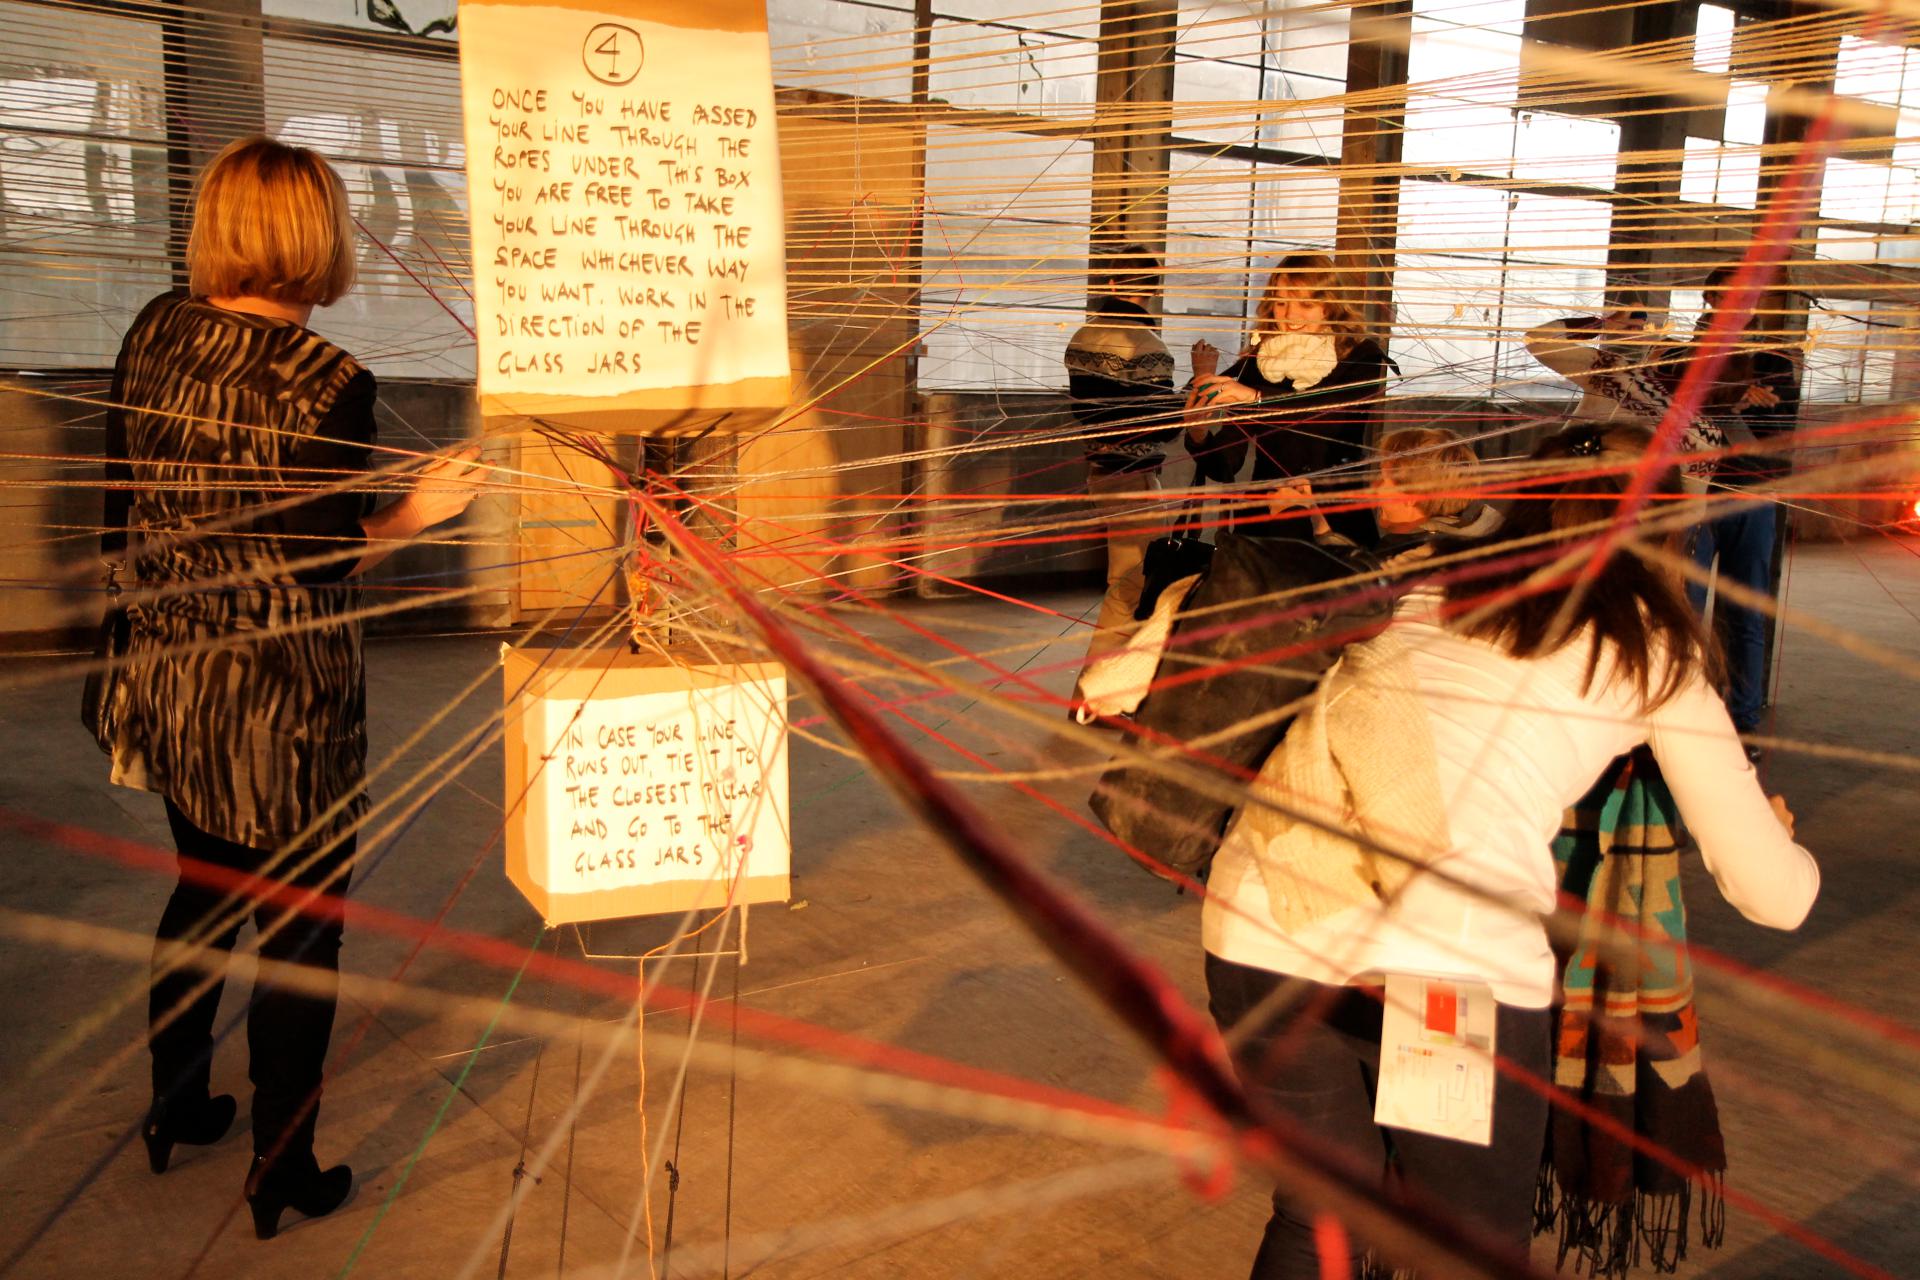 4
ONCE YOU HAVE PASSED
YOUR LINE THROUGH THE
ROPES UNDER THiS BOX
YOU ARE FREE TO TAKE
YOUR LiNE THROUGH THE
SPACE WHICHEVER WAY
YOU WANT. WORK IN THE
DIRECTION OF THE
GLASS JARS
IN CASE YOUR LINE
RUNS OUT, TIE IT TO
THE CLOSEST PILLAR
AND GO TO THE
GLASS JARS